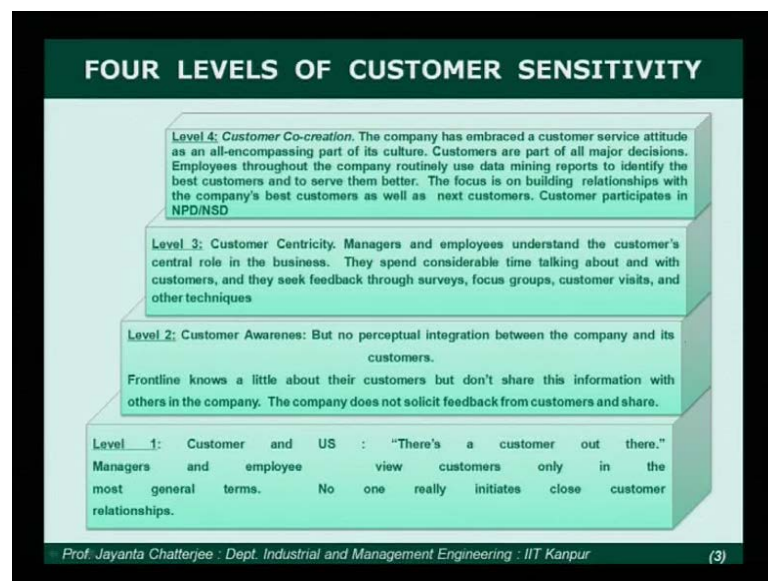 FOUR LEVELS OF CUSTOMER SENSITIVITY
Level 4: Customer Co-creation. The company has embraced a customer service attitude
as an all-encompassing part of its culture. Customers are part of all major decisions.
Employees throughout the company routinely use data mining reports to identify the
best customers and to serve them better. The focus is on building relationships with
the company's best customers as well as next customers. Customer participates in
NPD/NSD
Level 3: Customer Centricity. Managers and employees understand the customer's
central role in the business. They spend considerable time talking about and with
customers, and they seek feedback through surveys, focus groups, customer visits, and
other techniques
Level 2: Customer Awarenes: But no perceptual integration between the company and its
customers.
Frontline knows a little about their customers but don't share this information with
others in the company. The company does not solicit feedback from customers and share.
Level 1: Customer and US : "There's a customer out there."
Managers and employee view customers only in the
most general terms. No one really initiates close customer
relationships.
Prof. Jayanta Chatterjee : Dept. Industrial and Management Engineering : IIT Kanpur (3)